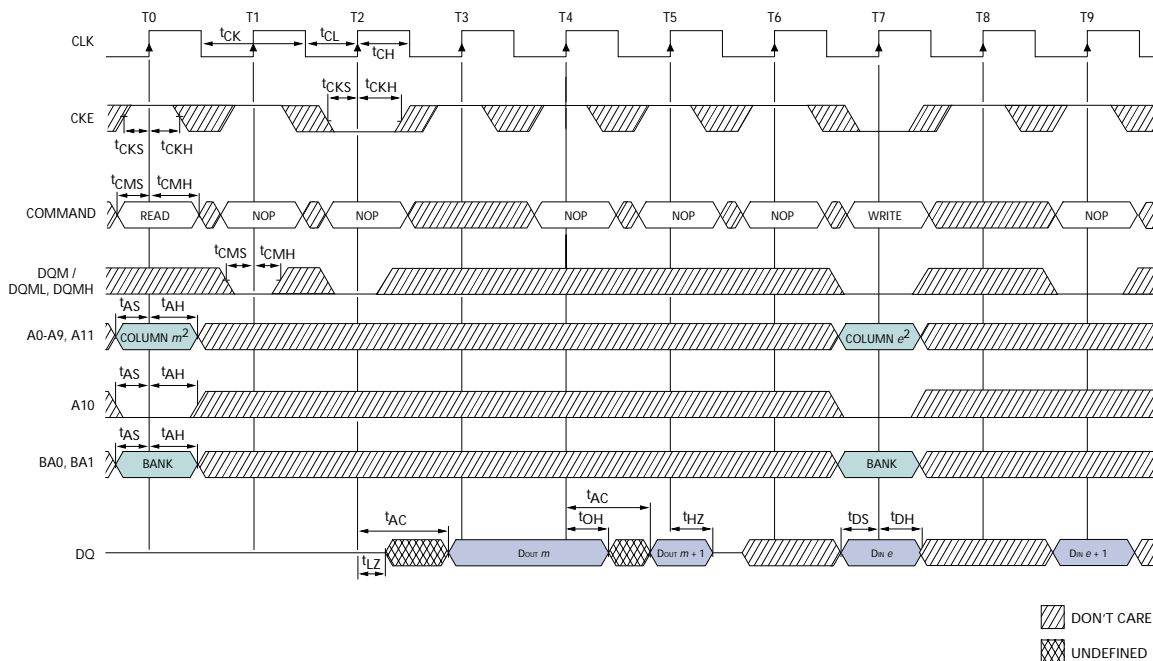 T0 T1 T2 T3 T4 T5 T6 T7 T8 T9
CLK
tCK tCL
tCH
tCKS tCKH
CKE
tCKS tCKH
tCMS tCMH
COMMAND READ NOP NOP NOP NOP NOP WRITE NOP
tCMS tCMH
DQM /
DQML, DQMH
tAS tAH
A0-A9, A11 COLUMN m2 COLUMN e2
tAS tAH
A10
tAS tAH
BA0, BA1 BANK BANK
tAC tAC
tOH tHZ tDS tDH
DQ DOUT m DOUT m + 1 DIN e DIN e + 1
tLZ
DON'T CARE
UNDEFINED